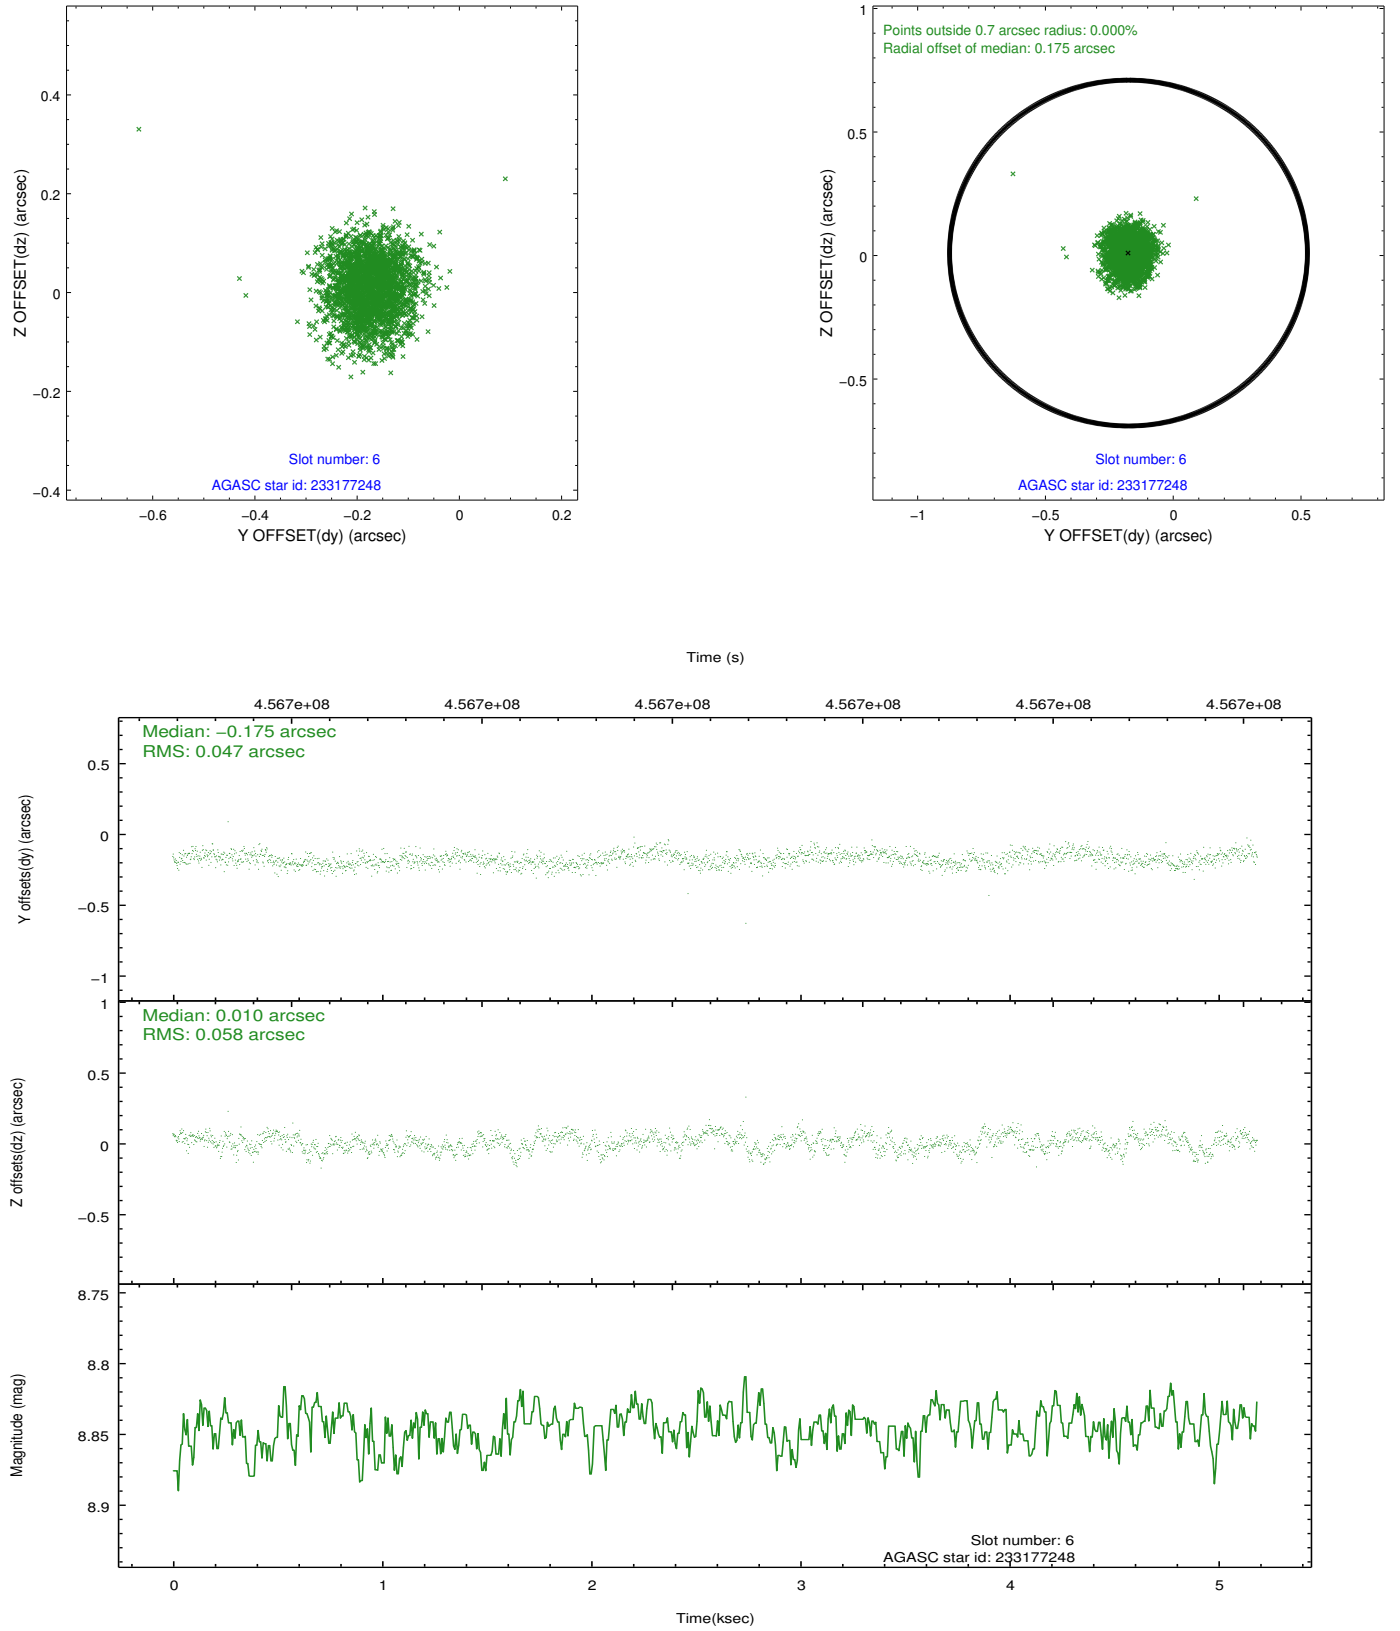 0.4
0.2
0
−0.2
−0.4
Z OFFSET(dz) (arcsec)
Slot number: 6
AGASC star id: 233177248
−0.6
−0.4
−0.2
0
0.2
Y OFFSET(dy) (arcsec)
Points outside 0.7 arcsec radius: 0.000%
Radial offset of median: 0.175 arcsec
1
0.5
0
−0.5
Z OFFSET(dz) (arcsec)
Slot number: 6
AGASC star id: 233177248
−1
−0.5
0
0.5
Y OFFSET(dy) (arcsec)
Time (s)
4.567e+08
4.567e+08
4.567e+08
4.567e+08
4.567e+08
4.567e+08
Median: −0.175 arcsec
RMS: 0.047 arcsec
0.5
0
−0.5
−1
Y offsets(dy) (arcsec)
Median: 0.010 arcsec
RMS: 0.058 arcsec
1
0.5
0
−0.5
Z offsets(dz) (arcsec)
8.75
8.8
8.85
8.9
Magnitude (mag)
Slot number: 6
AGASC star id: 233177248
0
1
2
3
4
5
Time(ksec)